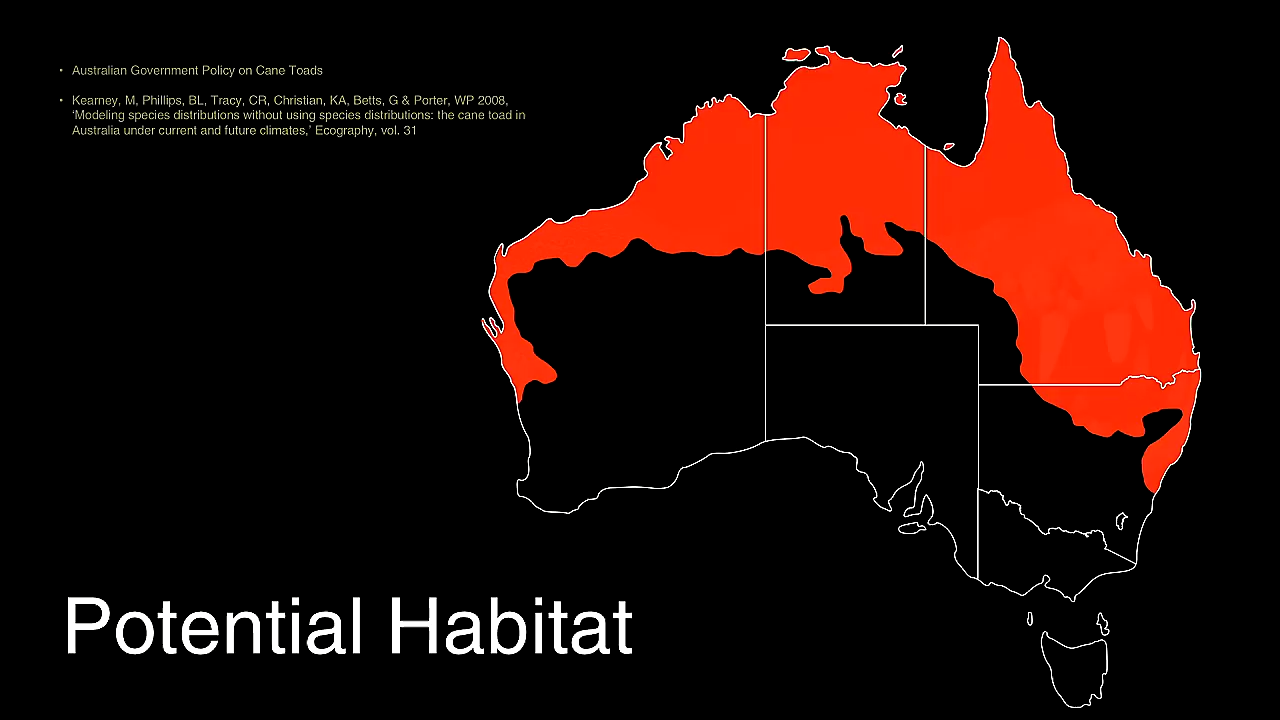 • Australian Government Policy on Cane Toads
• Kearney, M, Phillips, BL, Tracy, CR, Christian, KA, Betts, G & Porter, WP 2008,
‘Modeling species distributions without using species distributions: the cane toad in
Australia under current and future climates,’ Ecography, vol. 31
Potential Habitat